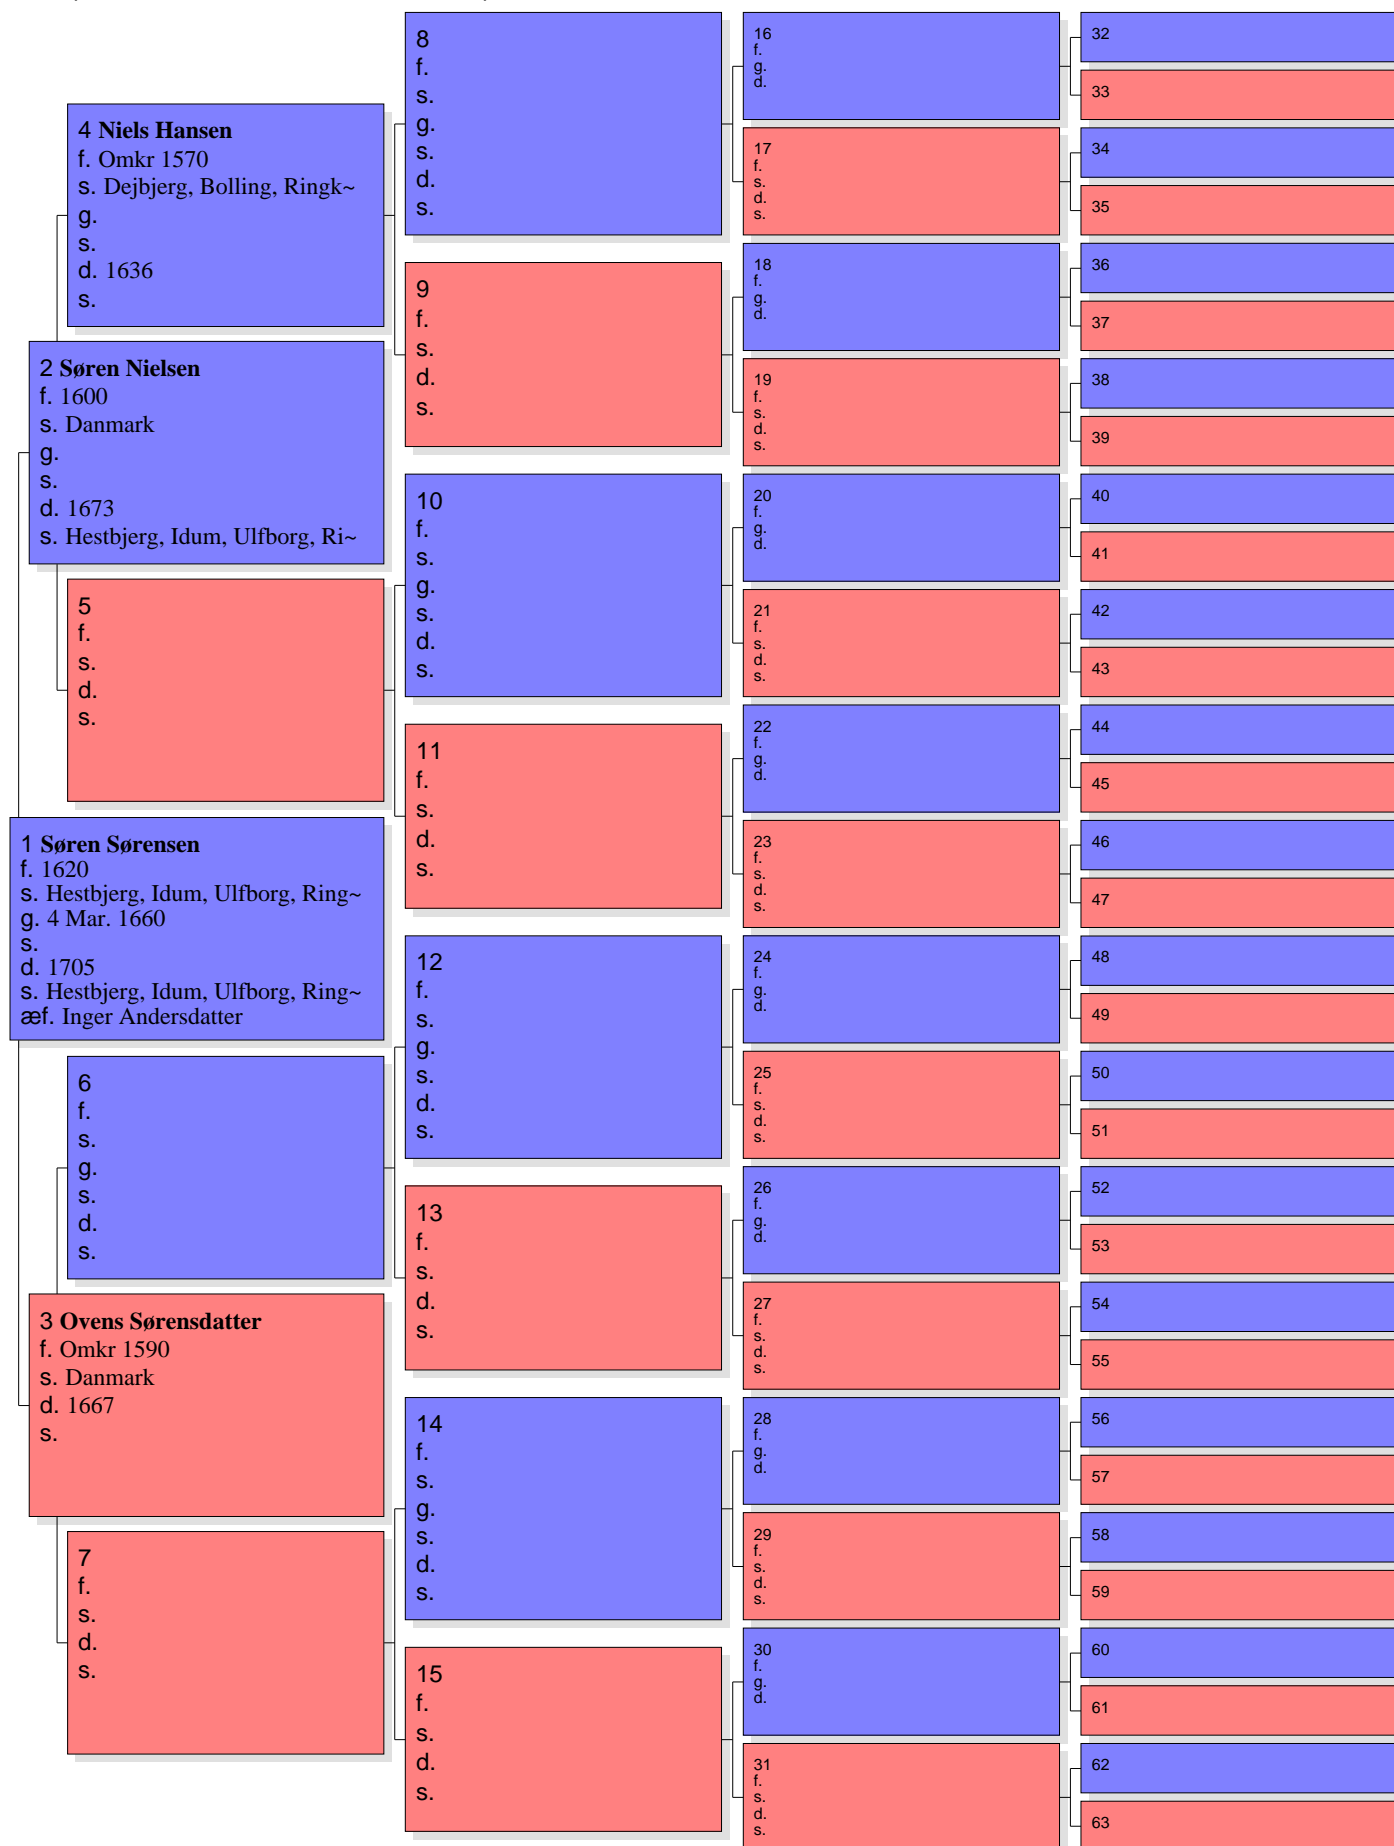 4 Niels Hansen
f. Omkr 1570
s. Dejbjerg, Bolling, Ringk~
g.
s.
d. 1636
s.
2 Søren Nielsen
f. 1600
s. Danmark
g.
s.
d. 1673
s. Hestbjerg, Idum, Ulfborg, Ri~
5
f.
s.
d.
s.
1 Søren Sørensen
f. 1620
s. Hestbjerg, Idum, Ulfborg, Ring~
g. 4 Mar. 1660
s.
d. 1705
s. Hestbjerg, Idum, Ulfborg, Ring~
æf. Inger Andersdatter
6
f.
s.
g.
s.
d.
s.
3 Ovens Sørensdatter
f. Omkr 1590
s. Danmark
d. 1667
s.
7
f.
s.
d.
s.
8
f.
s.
g.
s.
d.
s.
9
f.
s.
d.
s.
10
f.
s.
g.
s.
d.
s.
11
f.
s.
d.
s.
12
f.
s.
g.
s.
d.
s.
13
f.
s.
d.
s.
14
f.
s.
g.
s.
d.
s.
15
f.
s.
d.
s.
16
f.
g.
d.
17
f.
s.
d.
s.
18
f.
g.
d.
19
f.
s.
d.
s.
20
f.
g.
d.
21
f.
s.
d.
s.
22
f.
g.
d.
23
f.
s.
d.
s.
24
f.
g.
d.
25
f.
s.
d.
s.
26
f.
g.
d.
27
f.
s.
d.
s.
28
f.
g.
d.
29
f.
s.
d.
s.
30
f.
g.
d.
31
f.
s.
d.
s.
32
33
34
35
36
37
38
39
40
41
42
43
44
45
46
47
48
49
50
51
52
53
54
55
56
57
58
59
60
61
62
63